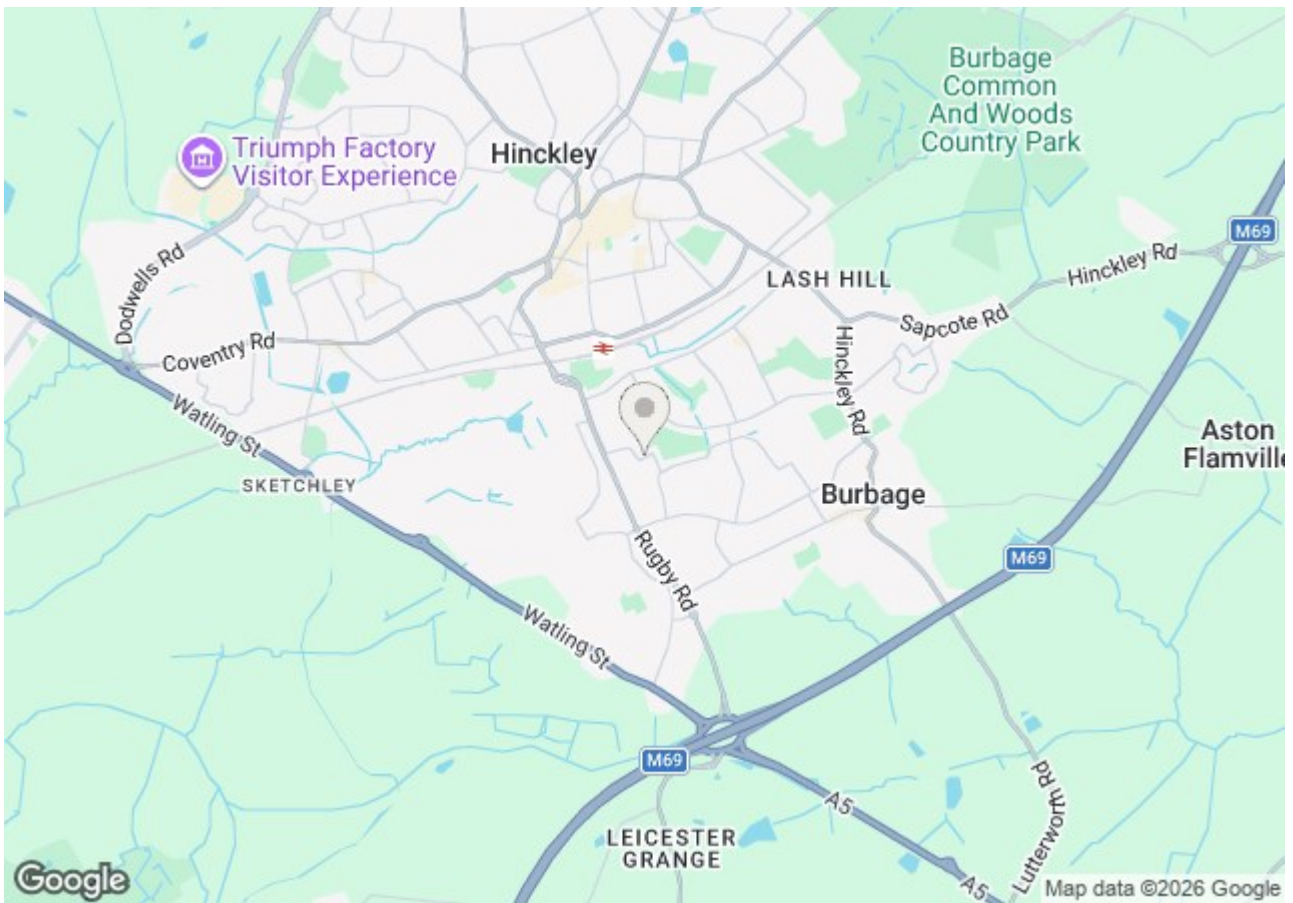 Burbage
Common
And Woods
Country Park
Triumph Factory
Visitor Experience
Hinckley
M69
Hinckley Rd
Dodwells Rd
LASH HILL
Sapcote Rd
Coventry Rd
Hinckley Rd
Watling St
Aston
Flamville
SKETCHLEY
Burbage
Rugby Rd
M69
Watling St
M69
A5
Lutterworth Rd
LEICESTER
GRANGE
A5
Google
Map data ©2026 Google